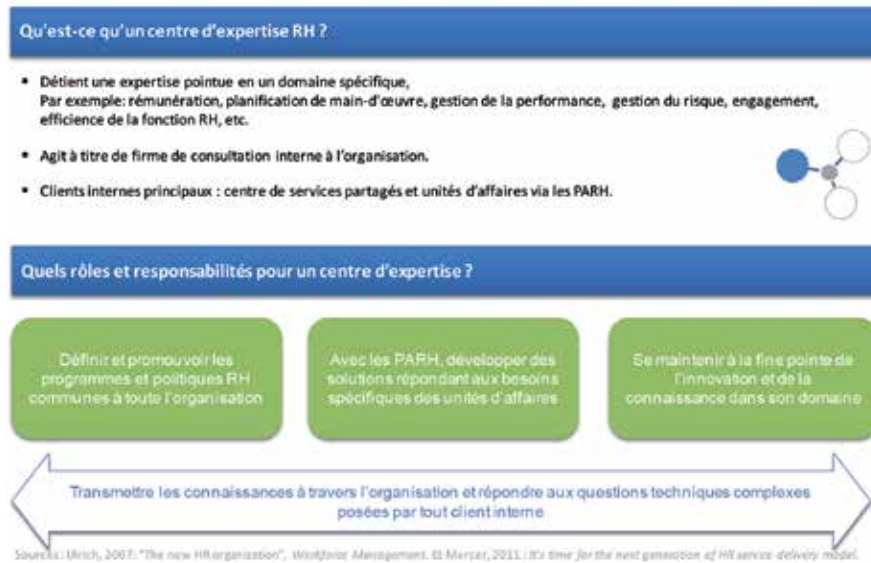 Qu'est-ce qu'un centre d'expertise RH ?
▪ Détient une expertise pointue en un domaine spécifique,
Par exemple: rémunération, planification de main-d'œuvre, gestion de la performance, gestion du risque, engagement,
efficience de la fonction RH, etc.
▪ Agit à titre de firme de consultation interne à l'organisation.
▪ Clients internes principaux : centre de services partagés et unités d'affaires via les PARH.
Quels rôles et responsabilités pour un centre d'expertise ?
Définir et promouvoir les
programmes et politiques RH
communes à toute l'organisation
Avec les PARH, développer des
solutions répondant aux besoins
spécifiques des unités d'affaires
Se maintenir à la fine pointe de
l'innovation et de la
connaissance dans son domaine
Transmettre les connaissances à travers l'organisation et répondre aux questions techniques complexes
posées par tout client interne
Sources: Ulrich, 2007: "The new HR organization", Workforce Management. Et Mercer, 2011 : It's time for the next generation of HR service delivery model.